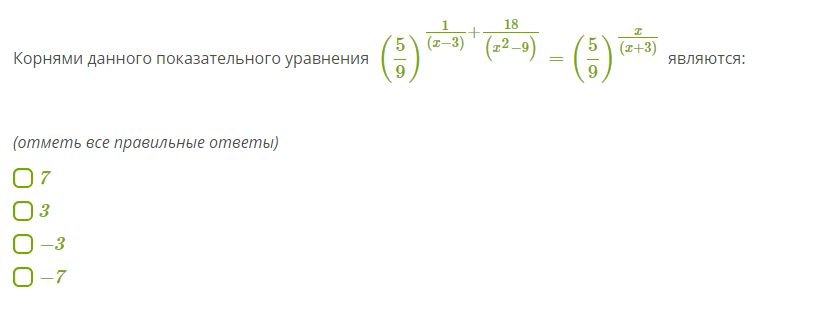 Корнями данного показательного уравнения (5/9)^(1/(x−3) + 18/(x²−9)) = (5/9)^(x/(x+3)) являются:
(отметь все правильные ответы)
7
3
−3
−7